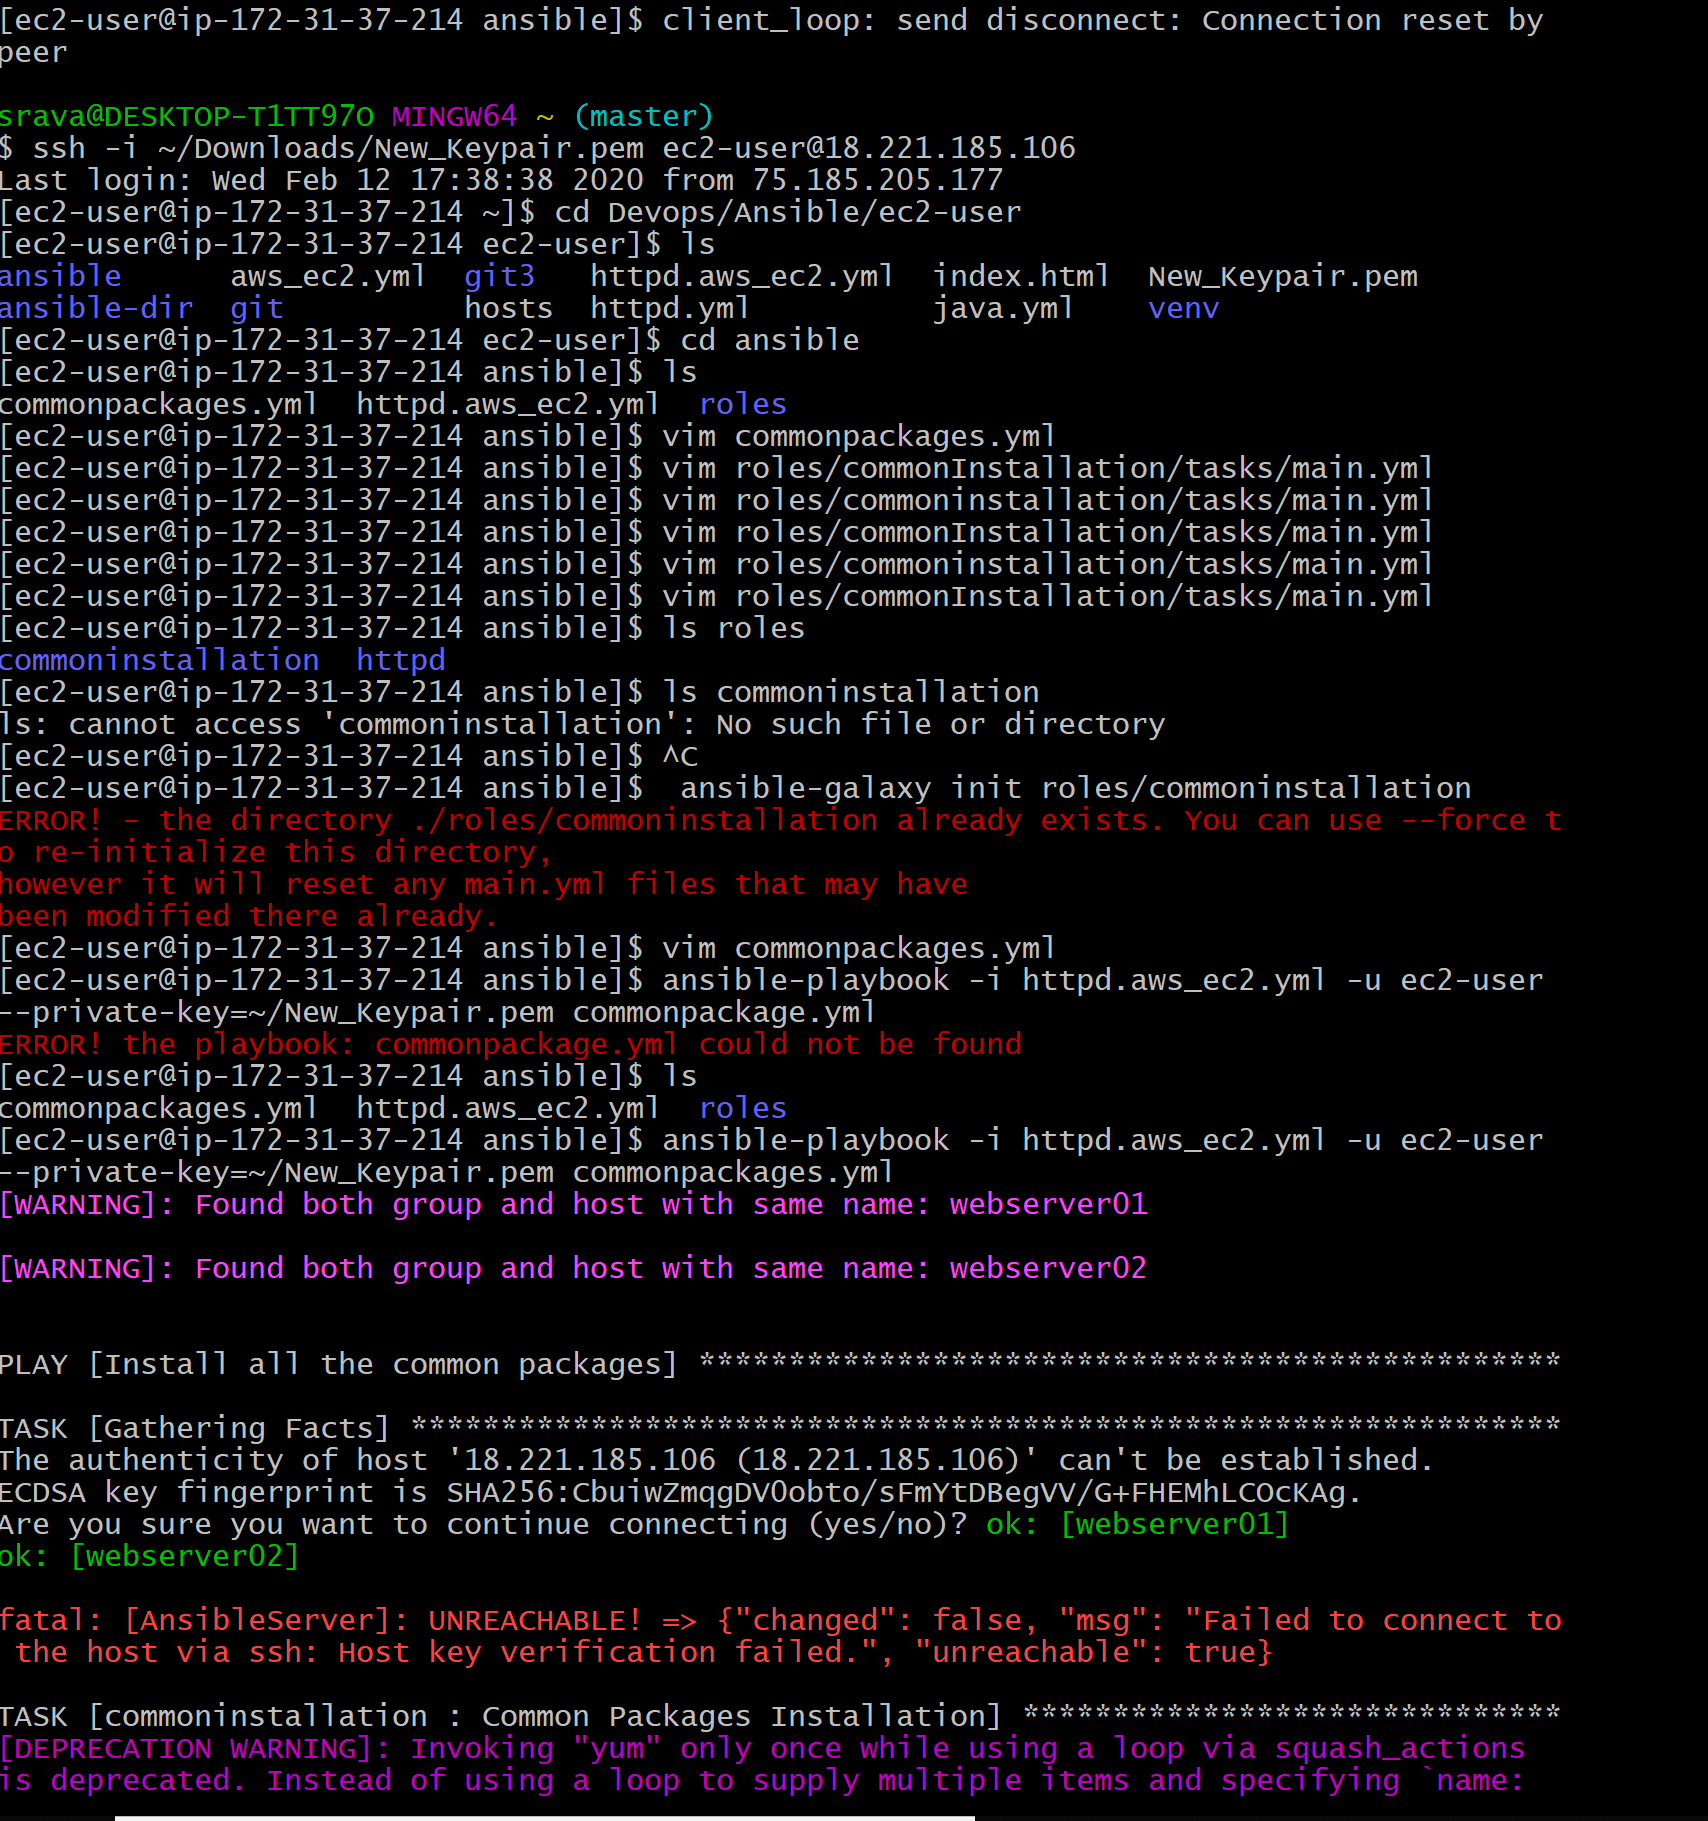 [ec2-user@ip-172-31-37-214 ansible]$ client_loop: send disconnect: Connection reset by
peer
srava@DESKTOP-T1TT97O MINGW64 ~ (master)
$ ssh -i ~/Downloads/New_Keypair.pem ec2-user@18.221.185.106
Last login: Wed Feb 12 17:38:38 2020 from 75.185.205.177
[ec2-user@ip-172-31-37-214 ~]$ cd Devops/Ansible/ec2-user
[ec2-user@ip-172-31-37-214 ec2-user]$ ls
ansible      aws_ec2.yml  git3   httpd.aws_ec2.yml  index.html  New_Keypair.pem
ansible-dir  git          hosts  httpd.yml          java.yml    venv
[ec2-user@ip-172-31-37-214 ec2-user]$ cd ansible
[ec2-user@ip-172-31-37-214 ansible]$ ls
commonpackages.yml  httpd.aws_ec2.yml  roles
[ec2-user@ip-172-31-37-214 ansible]$ vim commonpackages.yml
[ec2-user@ip-172-31-37-214 ansible]$ vim roles/commonInstallation/tasks/main.yml
[ec2-user@ip-172-31-37-214 ansible]$ vim roles/commoninstallation/tasks/main.yml
[ec2-user@ip-172-31-37-214 ansible]$ vim roles/commonInstallation/tasks/main.yml
[ec2-user@ip-172-31-37-214 ansible]$ vim roles/commoninstallation/tasks/main.yml
[ec2-user@ip-172-31-37-214 ansible]$ vim roles/commonInstallation/tasks/main.yml
[ec2-user@ip-172-31-37-214 ansible]$ ls roles
commoninstallation  httpd
[ec2-user@ip-172-31-37-214 ansible]$ ls commoninstallation
ls: cannot access 'commoninstallation': No such file or directory
[ec2-user@ip-172-31-37-214 ansible]$ ^C
[ec2-user@ip-172-31-37-214 ansible]$  ansible-galaxy init roles/commoninstallation
ERROR! - the directory ./roles/commoninstallation already exists. You can use --force t
o re-initialize this directory,
however it will reset any main.yml files that may have
been modified there already.
[ec2-user@ip-172-31-37-214 ansible]$ vim commonpackages.yml
[ec2-user@ip-172-31-37-214 ansible]$ ansible-playbook -i httpd.aws_ec2.yml -u ec2-user
--private-key=~/New_Keypair.pem commonpackage.yml
ERROR! the playbook: commonpackage.yml could not be found
[ec2-user@ip-172-31-37-214 ansible]$ ls
commonpackages.yml  httpd.aws_ec2.yml  roles
[ec2-user@ip-172-31-37-214 ansible]$ ansible-playbook -i httpd.aws_ec2.yml -u ec2-user
--private-key=~/New_Keypair.pem commonpackages.yml
[WARNING]: Found both group and host with same name: webserver01
[WARNING]: Found both group and host with same name: webserver02
PLAY [Install all the common packages] ************************************************
TASK [Gathering Facts] ****************************************************************
The authenticity of host '18.221.185.106 (18.221.185.106)' can't be established.
ECDSA key fingerprint is SHA256:CbuiwZmqgDV0obto/sFmYtDBegVV/G+FHEMhLCOcKAg.
Are you sure you want to continue connecting (yes/no)? ok: [webserver01]
ok: [webserver02]
fatal: [AnsibleServer]: UNREACHABLE! => {"changed": false, "msg": "Failed to connect to
 the host via ssh: Host key verification failed.", "unreachable": true}
TASK [commoninstallation : Common Packages Installation] ******************************
[DEPRECATION WARNING]: Invoking "yum" only once while using a loop via squash_actions
is deprecated. Instead of using a loop to supply multiple items and specifying `name: